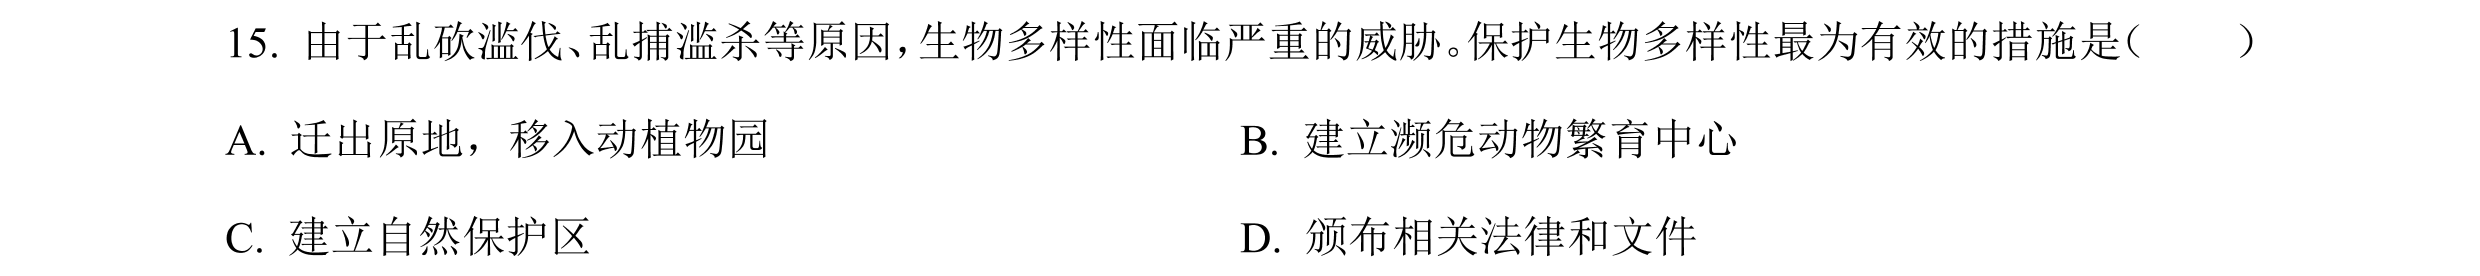 15. 由于乱砍滥伐、乱捕滥杀等原因，生物多样性面临严重的威胁。保护生物多样性最为有效的措施是（　　）
A. 迁出原地，移入动植物园　　B. 建立濒危动物繁育中心
C. 建立自然保护区　　D. 颁布相关法律和文件